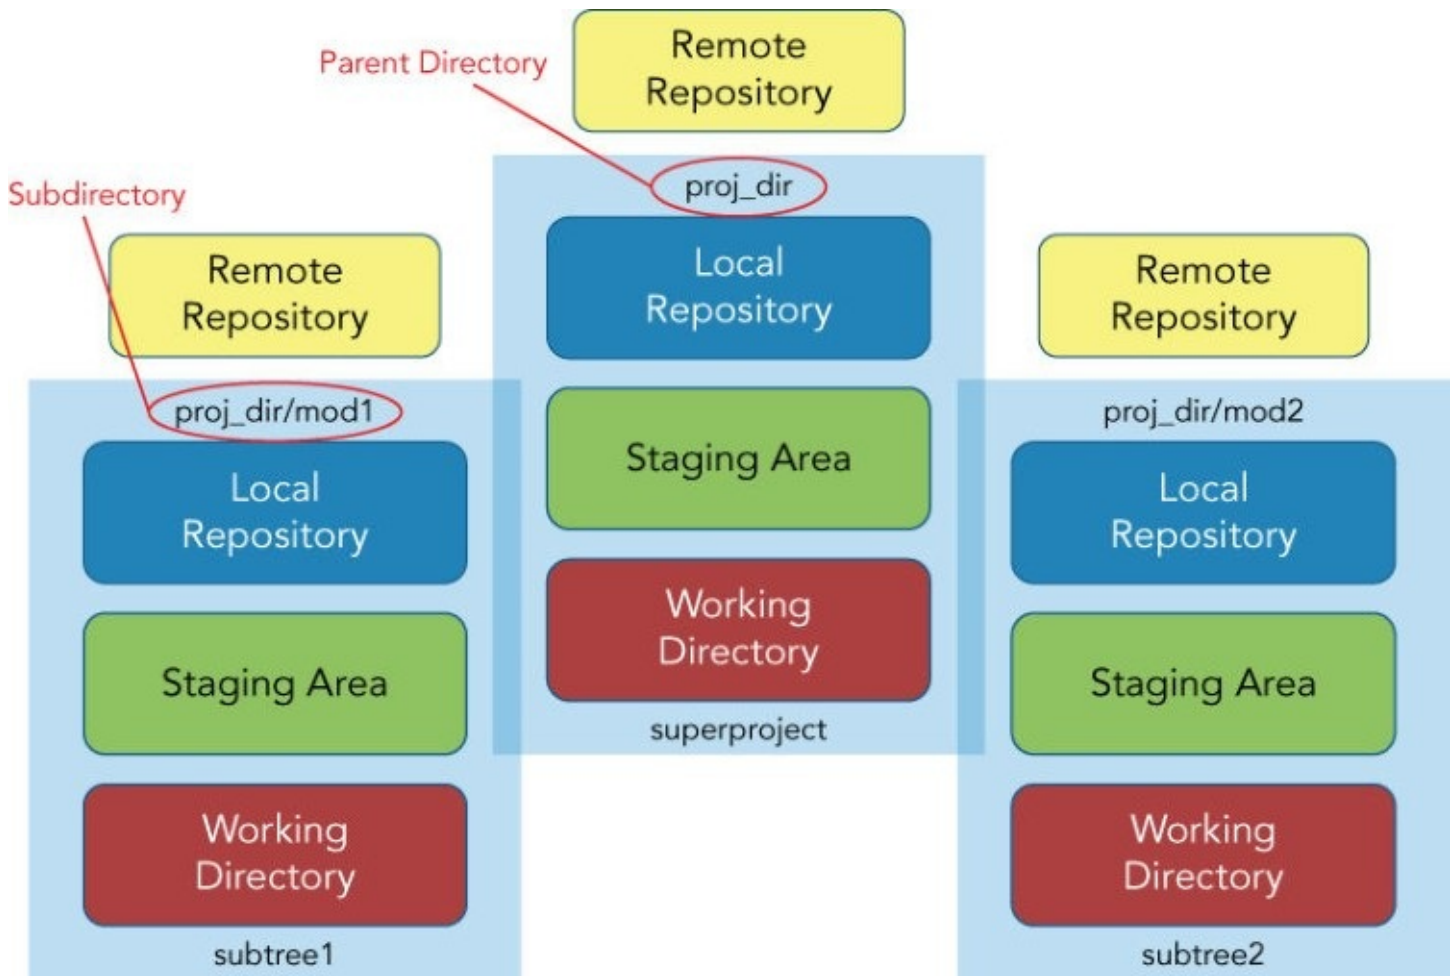 Parent Directory
Remote
Repository
Subdirectory
proj_dir
Remote
Repository
Local
Repository
Remote
Repository
proj_dir/mod1
Staging Area
proj_dir/mod2
Local
Repository
Working
Directory
Local
Repository
Staging Area
superproject
Staging Area
Working
Directory
subtree1
Working
Directory
subtree2